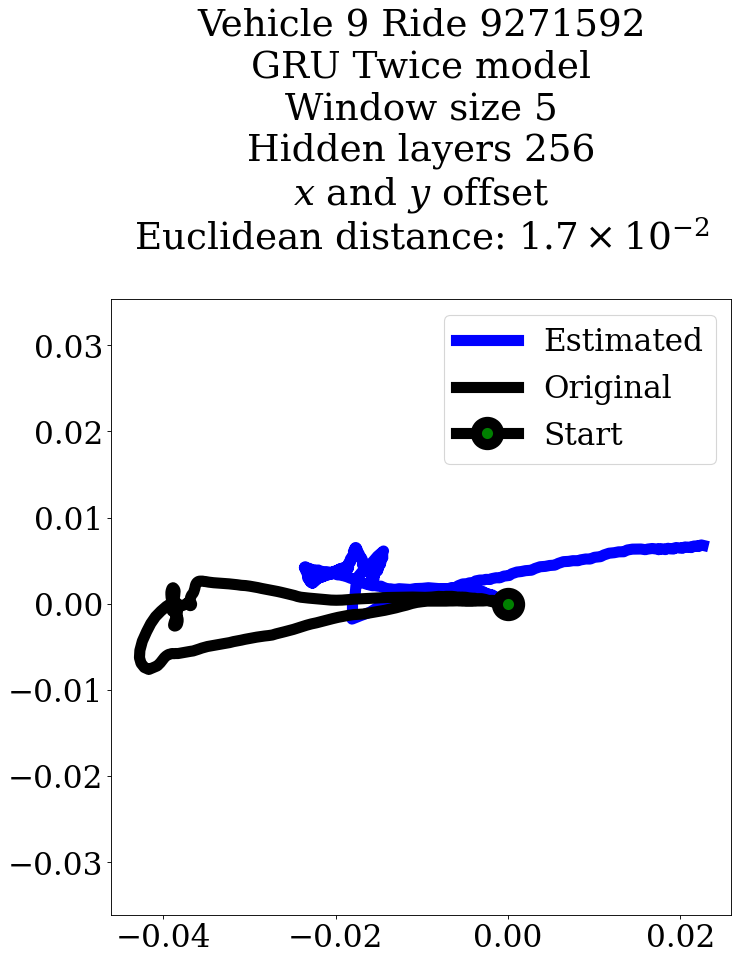 Vehicle 9 Ride 9271592
GRU Twice model
Window size 5
Hidden layers 256
x and y offset
Euclidean distance: 1.7 × 10⁻²
Estimated
Original
Start
0.03
0.02
0.01
0.00
−0.01
−0.02
−0.03
−0.04 −0.02 0.00 0.02